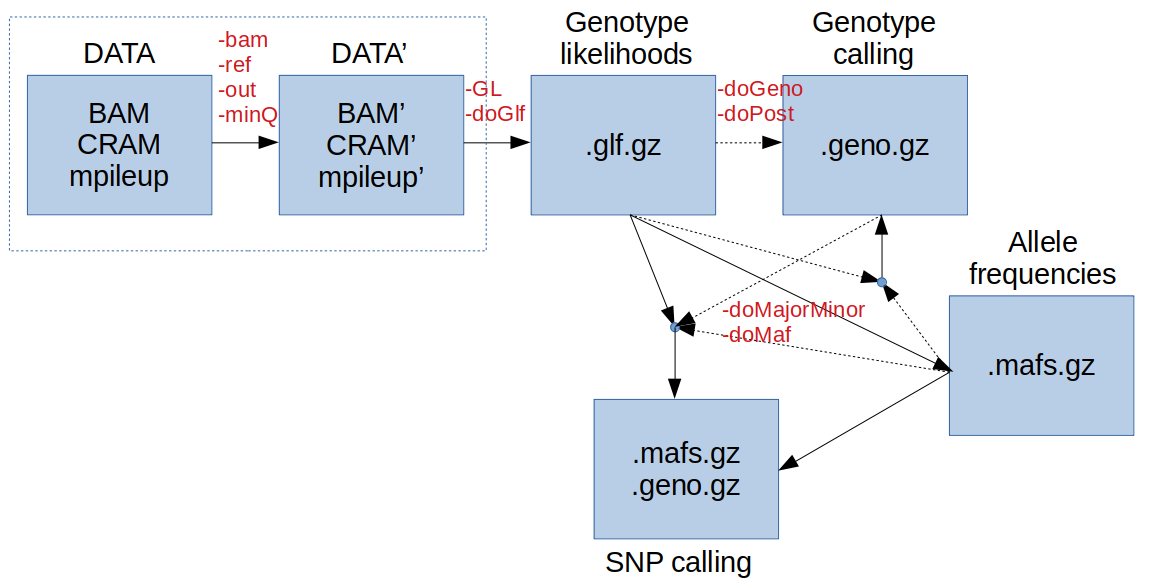 DATA
BAM
CRAM
mpileup
-bam
-ref
-out
-minQ
DATA’
BAM’
CRAM’
mpileup’
-GL
-doGlf
Genotype
likelihoods
.glf.gz
-doGeno
-doPost
Genotype
calling
.geno.gz
Allele
frequencies
.mafs.gz
-doMajorMinor
-doMaf
.mafs.gz
.geno.gz
SNP calling